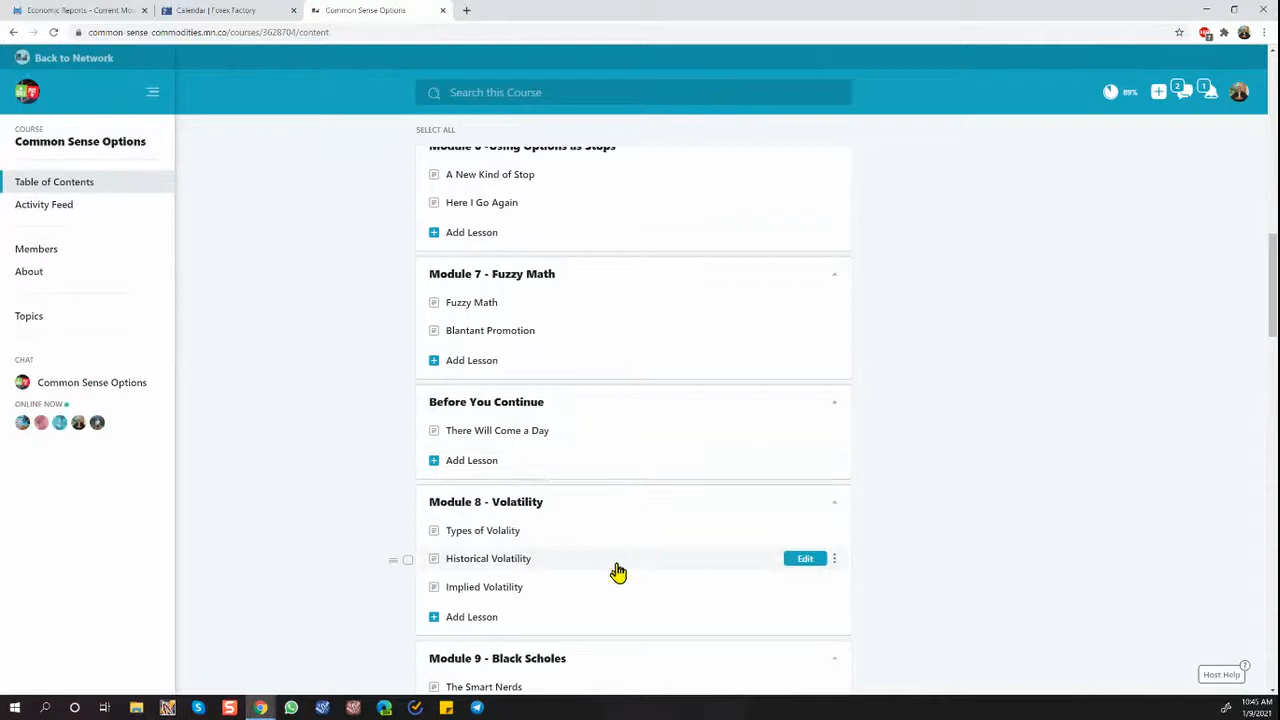 Economic Reports - Current Mo
Calendar | Forex Factory
Common Sense Options
common-sense-commodities.mn.co/courses/3628704/content
Back to Network
Search this Course
89%
2
1
COURSE
Common Sense Options
Table of Contents
Activity Feed
Members
About
Topics
CHAT
Common Sense Options
ONLINE NOW
SELECT ALL
Module 6 -Using Options as Stops
A New Kind of Stop
Here I Go Again
Add Lesson
Module 7 - Fuzzy Math
Fuzzy Math
Blantant Promotion
Add Lesson
Before You Continue
There Will Come a Day
Add Lesson
Module 8 - Volatility
Types of Volality
Historical Volatility
Edit
Implied Volatility
Add Lesson
Module 9 - Black Scholes
The Smart Nerds
Host Help
?
10:45 AM
1/9/2021